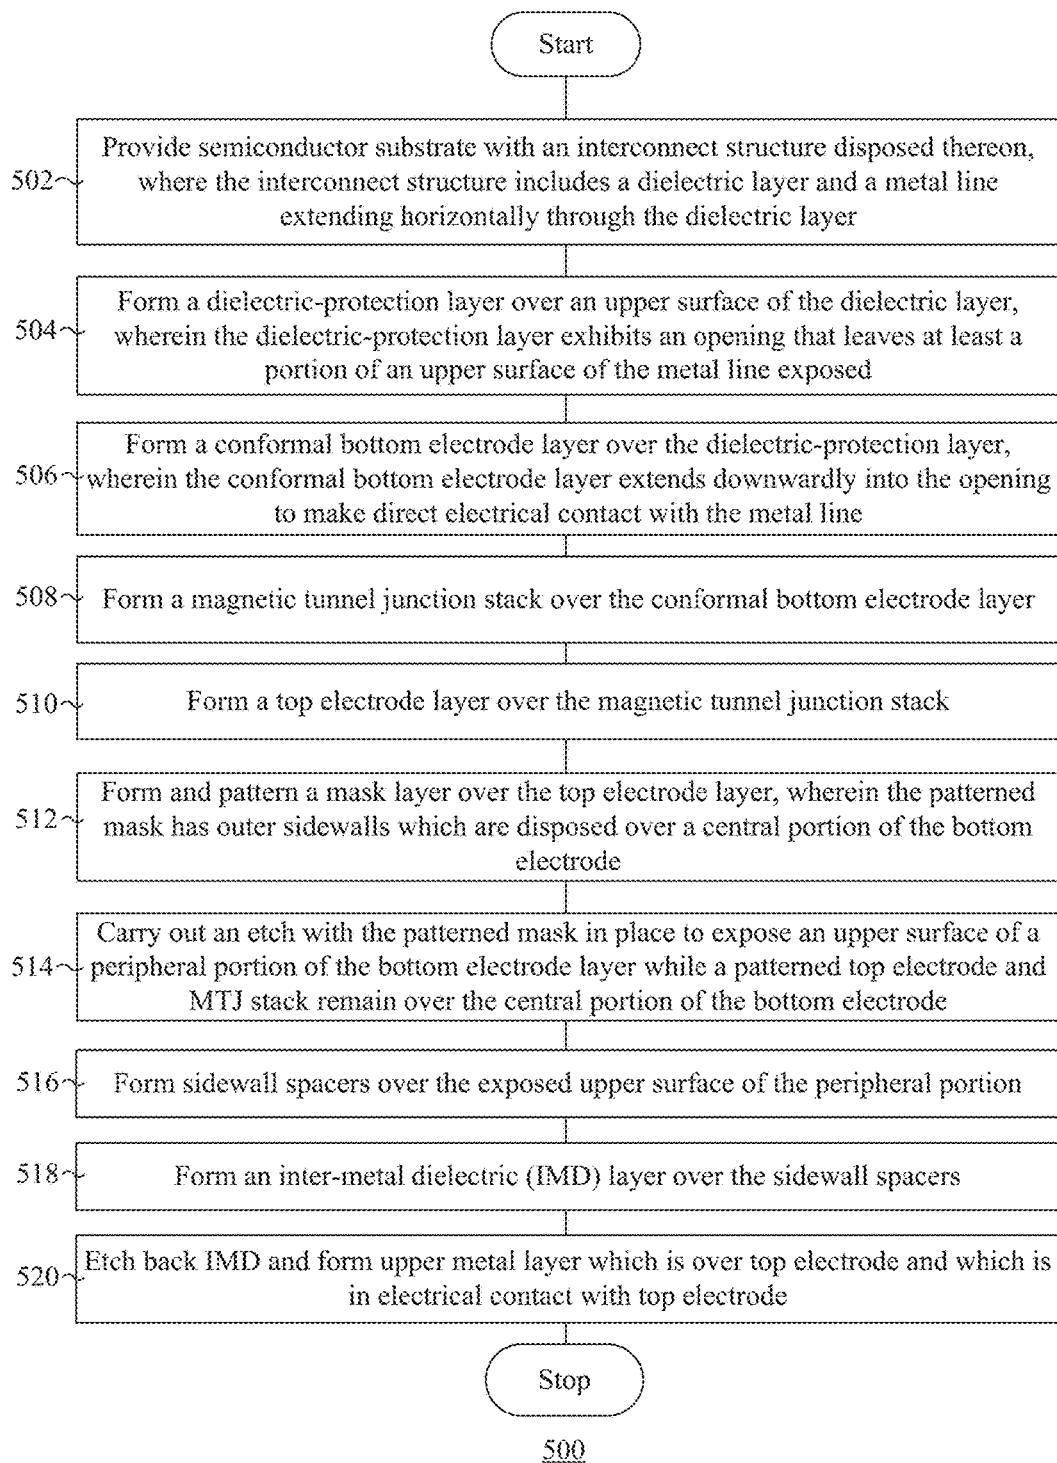 Start
Provide semiconductor substrate with an interconnect structure disposed thereon,
502
where the interconnect structure includes a dielectric layer and a metal line
extending horizontally through the dielectric layer
Form a dielectric-protection layer over an upper surface of the dielectric layer,
504
wherein the dielectric-protection layer exhibits an opening that leaves at least a
portion of an upper surface of the metal line exposed
Form a conformal bottom electrode layer over the dielectric-protection layer,
506
wherein the conformal bottom electrode layer extends downwardly into the opening
to make direct electrical contact with the metal line
508
Form a magnetic tunnel junction stack over the conformal bottom electrode layer
510
Form a top electrode layer over the magnetic tunnel junction stack
Form and pattern a mask layer over the top electrode layer, wherein the patterned
512
mask has outer sidewalls which are disposed over a central portion of the bottom
electrode
Carry out an etch with the patterned mask in place to expose an upper surface of a
514
peripheral portion of the bottom electrode layer while a patterned top electrode and
MTJ stack remain over the central portion of the bottom electrode
516
Form sidewall spacers over the exposed upper surface of the peripheral portion
518
Form an inter-metal dielectric (IMD) layer over the sidewall spacers
520
Etch back IMD and form upper metal layer which is over top electrode and which is
in electrical contact with top electrode
Stop
500